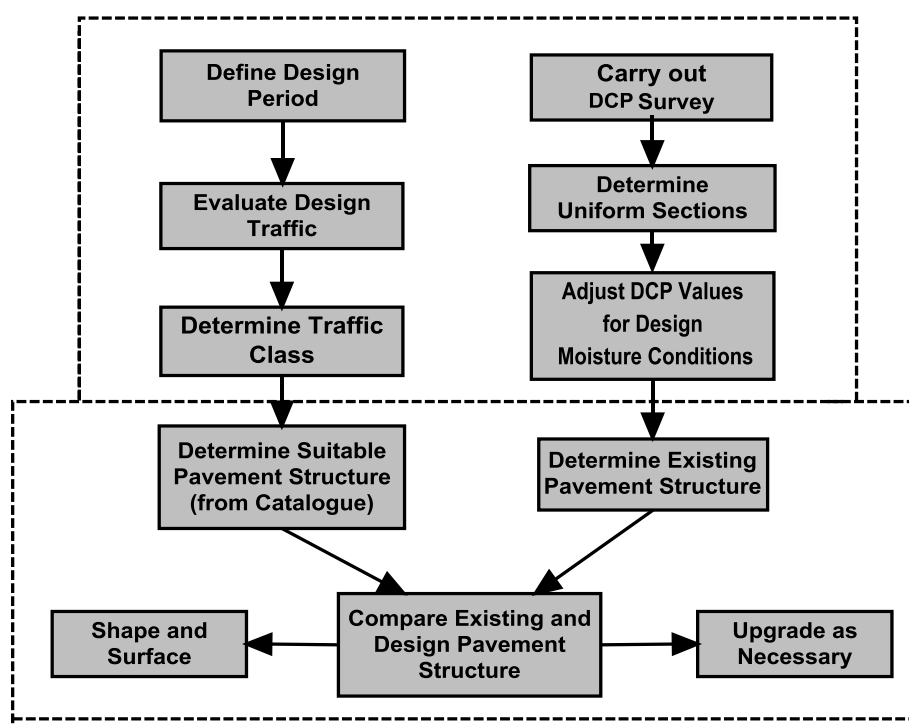 Define Design
Period
Carry out
DCP Survey
Evaluate Design
Traffic
Determine
Uniform Sections
Determine Traffic
Class
Adjust DCP Values
for Design
Moisture Conditions
Determine Suitable
Pavement Structure
(from Catalogue)
Determine Existing
Pavement Structure
Shape and
Surface
Compare Existing and
Design Pavement
Structure
Upgrade as
Necessary